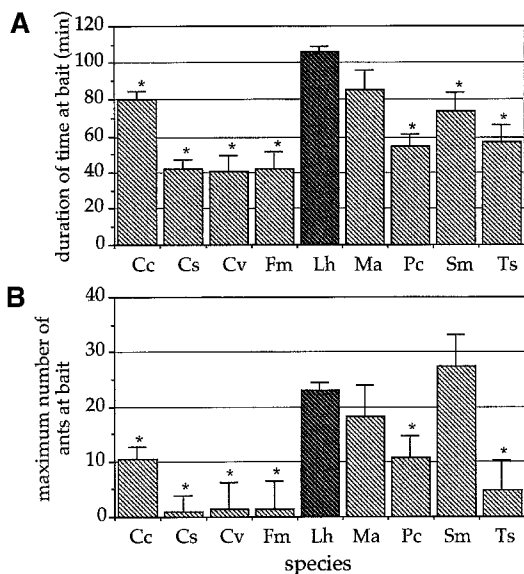 A
duration of time at bait (min)
120
100
80
60
40
20
0
* * * * * * *
Cc Cs Cv Fm Lh Ma Pc Sm Ts
B
maximum number of
ants at bait
40
30
20
10
0
* * * * * *
Cc Cs Cv Fm Lh Ma Pc Sm Ts
species